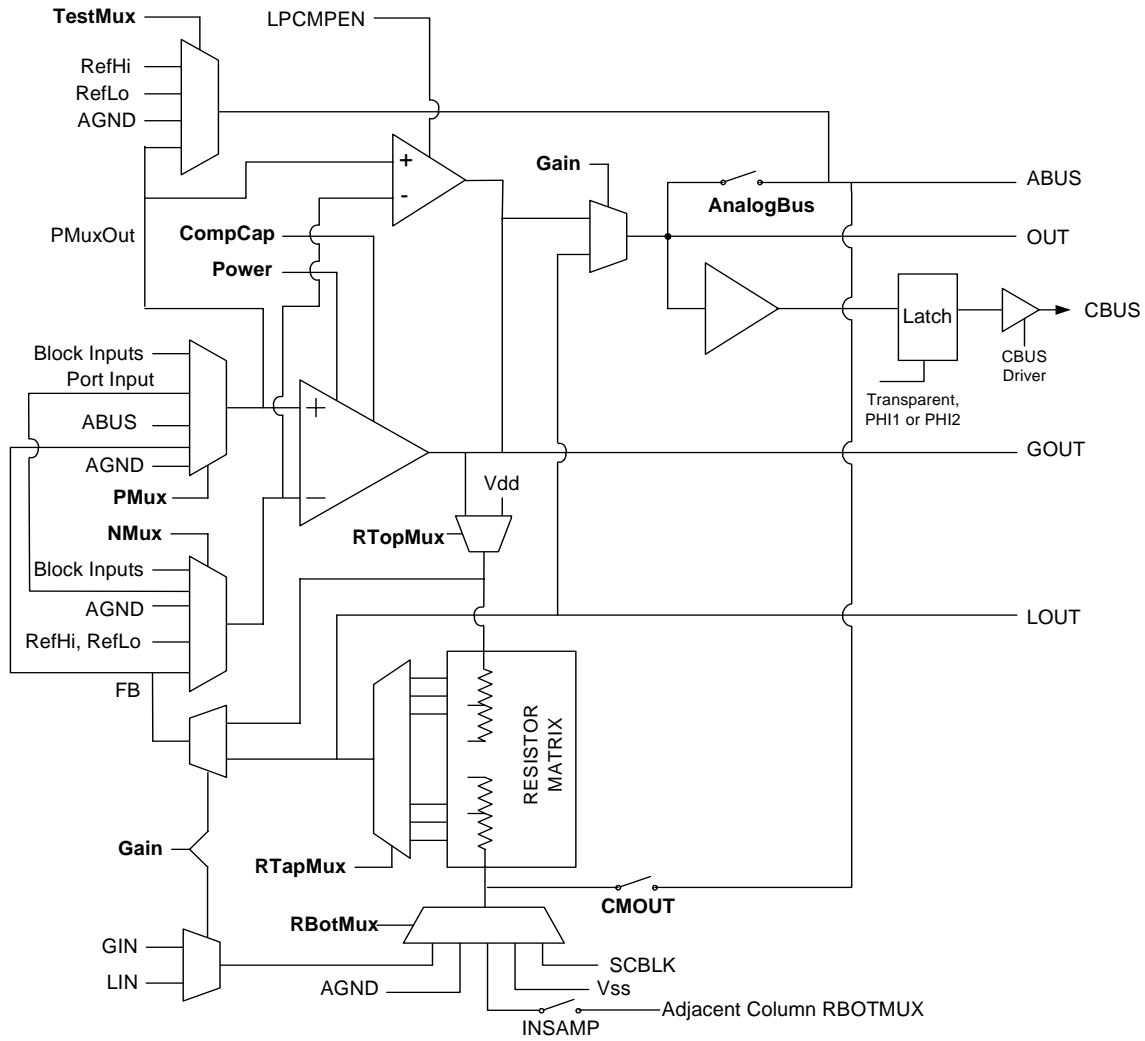 TestMux
LPCMPEN
RefHi
RefLo
AGND
+
-
Gain
ABUS
AnalogBus
PMuxOut
CompCap
OUT
Power
Latch
CBUS
CBUS
Driver
Block Inputs
Port Input
Transparent,
PHI1 or PHI2
ABUS
+
AGND
GOUT
PMux
Vdd
–
NMux
RTopMux
Block Inputs
AGND
LOUT
RefHi, RefLo
FB
RESISTOR
MATRIX
Gain
RTapMux
CMOUT
RBotMux
GIN
SCBLK
LIN
AGND
Vss
Adjacent Column RBOTMUX
INSAMP